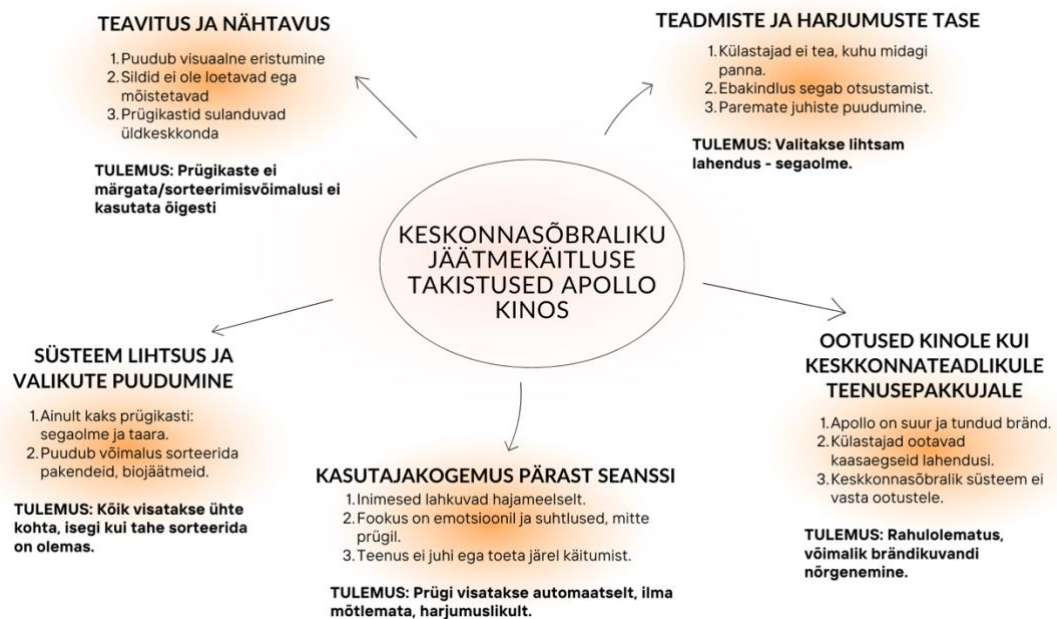 TEAVITUS JA NÄHTAVUS
1. Puudub visuaalne eristumine
2. Sildid ei ole loetavad ega
mõistetavad
3. Prügikastid sulanduvad
üldkeskkonda
TULEMUS: Prügikaste ei
märgata/sorteerimisvõimalusi ei
kasutata õigesti
TEADMISTE JA HARJUMUSTE TASE
1. Külastajad ei tea, kuhu midagi
panna.
2. Ebakindlus segab otsustamist.
3. Paremate juhiste puudumine.
TULEMUS: Valitakse lihtsam
lahendus - segaolme.
KESKONNASÕBRALIKU
JÄÄTMEKÄITLUSE
TAKISTUSED APOLLO
KINOS
SÜSTEEM LIHTSUS JA
VALIKUTE PUUDUMINE
1. Ainult kaks prügikasti:
segaolme ja taara.
2. Puudub võimalus sorteerida
pakendeid, biojäätmeid.
TULEMUS: Kõik visatakse ühte
kohta, isegi kui tahe sorteerida
on olemas.
KASUTAJAKOGEMUS PÄRAST SEANSSI
1. Inimesed lahkuvad hajameelselt.
2. Fookus on emotsioonil ja suhtlused, mitte
prügil.
3. Teenus ei juhi ega toeta järel käitumist.
TULEMUS: Prügi visatakse automaatselt, ilma
mõtlemata, harjumuslikult.
OOTUSED KINOLE KUI
KESKKONNATEADLIKULE
TEENUSEPAKKUJALE
1. Apollo on suur ja tundud bränd.
2. Külastajad ootavad
kaasaegseid lahendusi.
3. Keskkonnasõbralik süsteem ei
vasta ootustele.
TULEMUS: Rahulolematus,
võimalik brändikuvandi
nõrgenemine.